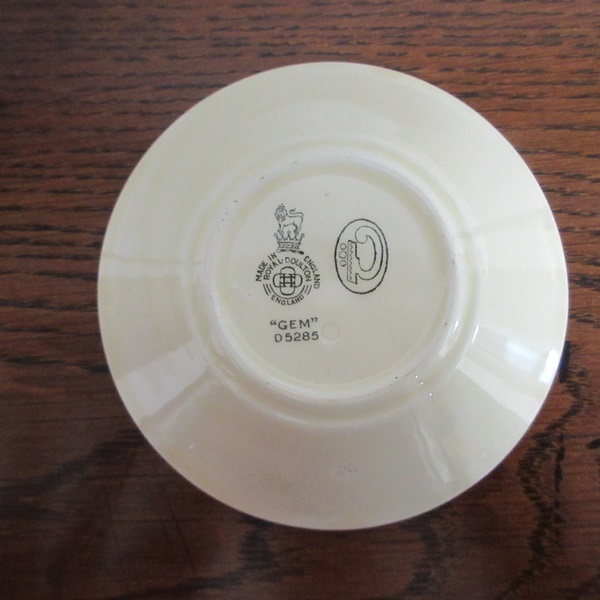 MADE IN ENGLAND
ROYAL·DOULTON
ENGLAND
"GEM"
D5285